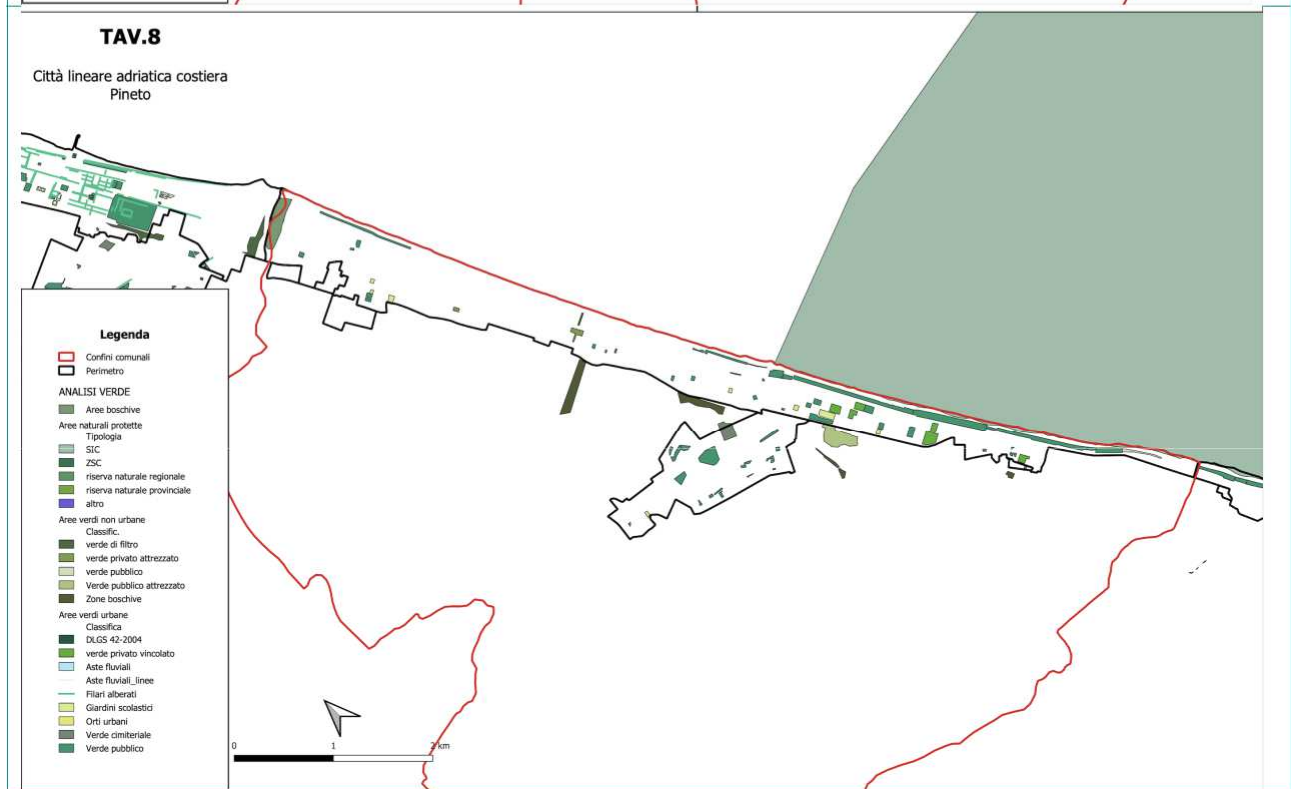 TAV.8
Città lineare adriatica costiera
Pineto
Legenda
Confini comunali
Perimetro
ANALISI VERDE
Aree boschive
Aree naturali protette
Tipologia
SIC
ZSC
riserva naturale regionale
riserva naturale provinciale
altro
Aree verdi non urbane
Classific.
verde di filtro
verde privato attrezzato
verde pubblico
Verde pubblico attrezzato
Zone boschive
Aree verdi urbane
Classifica
DLGS 42-2004
verde privato vincolato
Aste fluviali
Aste fluviali_linee
Filari alberati
Giardini scolastici
Orti urbani
Verde cimiteriale
Verde pubblico
0 1 2 km